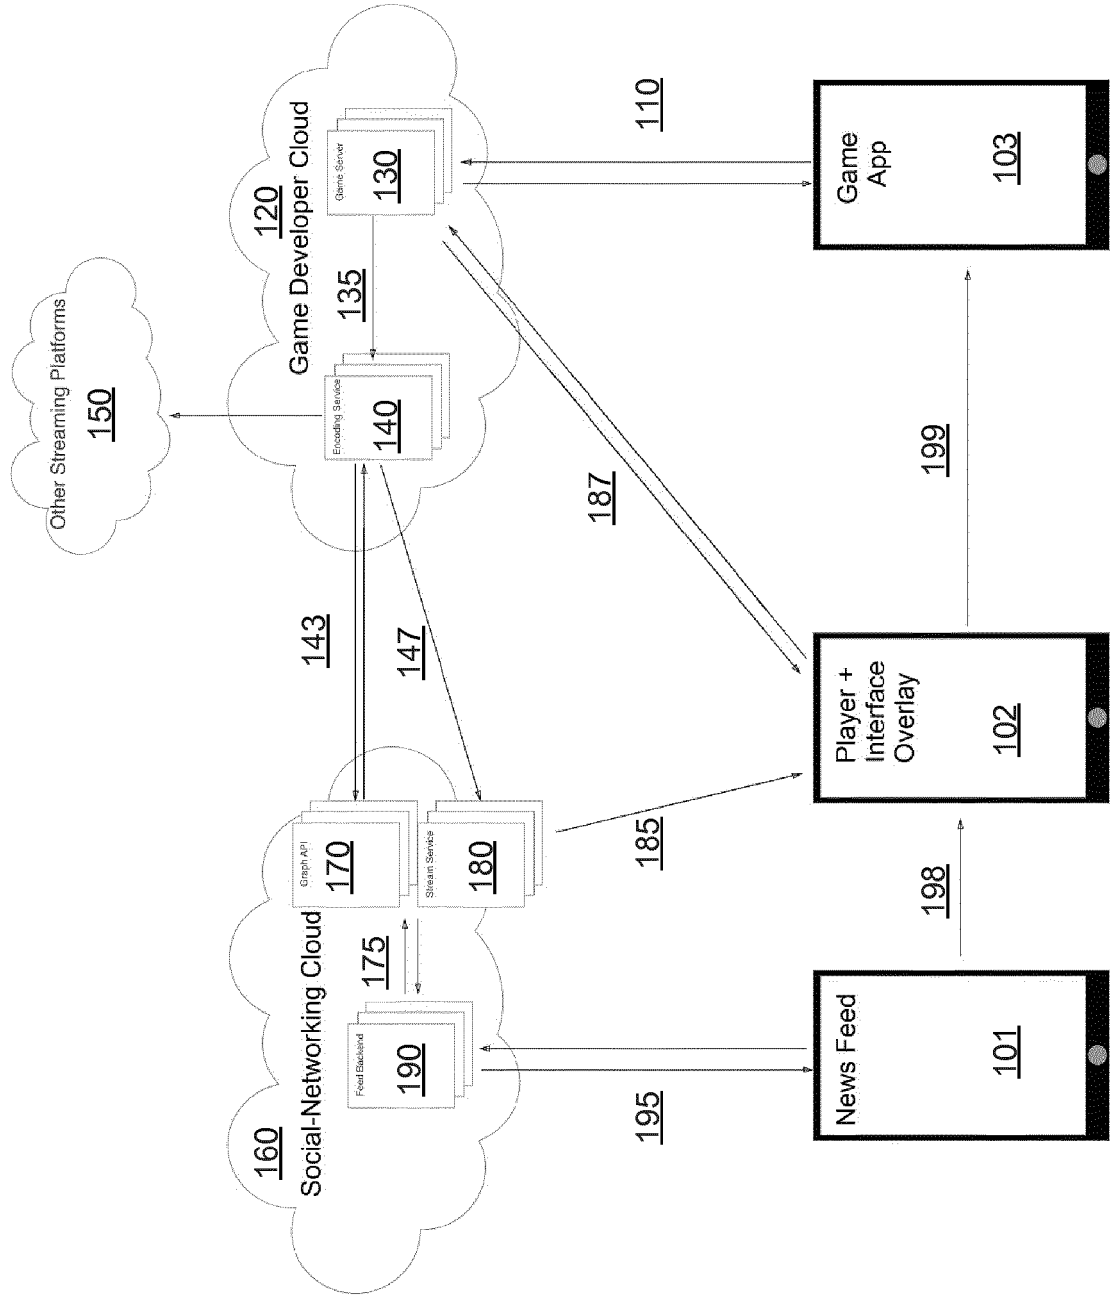 Other Streaming Platforms
150
160
Social-Networking Cloud
120
Game Developer Cloud
Graph API
170
143
Encoding Service
140
135
Game Server
130
Feed Backend
190
175
Stream Service
180
147
195
185
187
110
News Feed
101
198
Player +
Interface
Overlay
102
199
Game
App
103